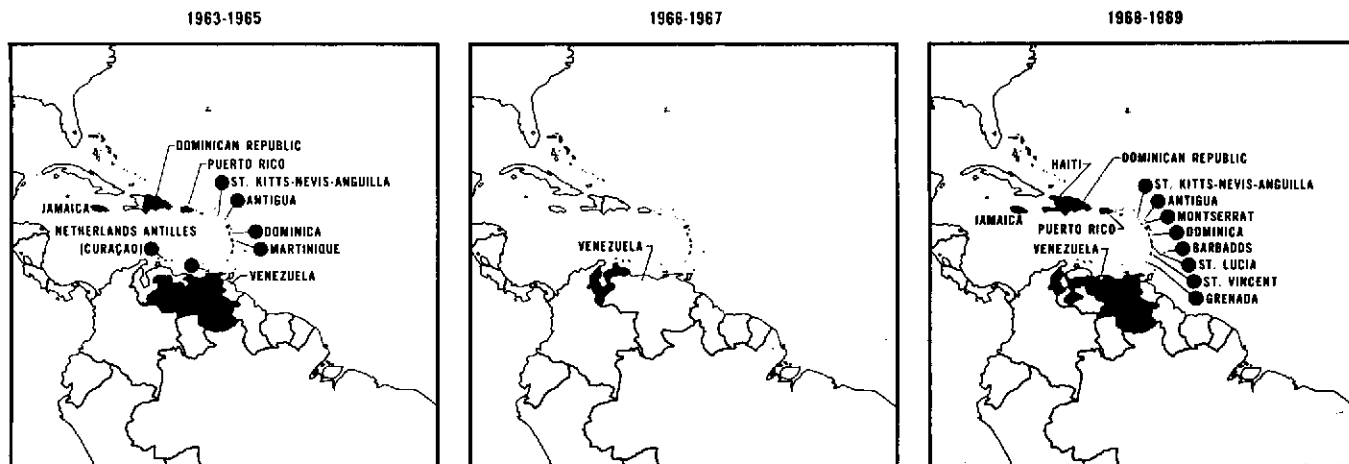 1963-1965
DOMINICAN REPUBLIC
PUERTO RICO
ST. KITTS-NEVIS-ANGUILLA
ANTIGUA
JAMAICA
NETHERLANDS ANTILLES
(CURAÇAO)
DOMINICA
MARTINIQUE
VENEZUELA
1966-1967
VENEZUELA
1968-1869
HAITI
DOMINICAN REPUBLIC
ST. KITTS-NEVIS-ANGUILLA
ANTIGUA
MONTSERRAT
JAMAICA
PUERTO RICO
DOMINICA
VENEZUELA
BARBADOS
ST. LUCIA
ST. VINCENT
GRENADA